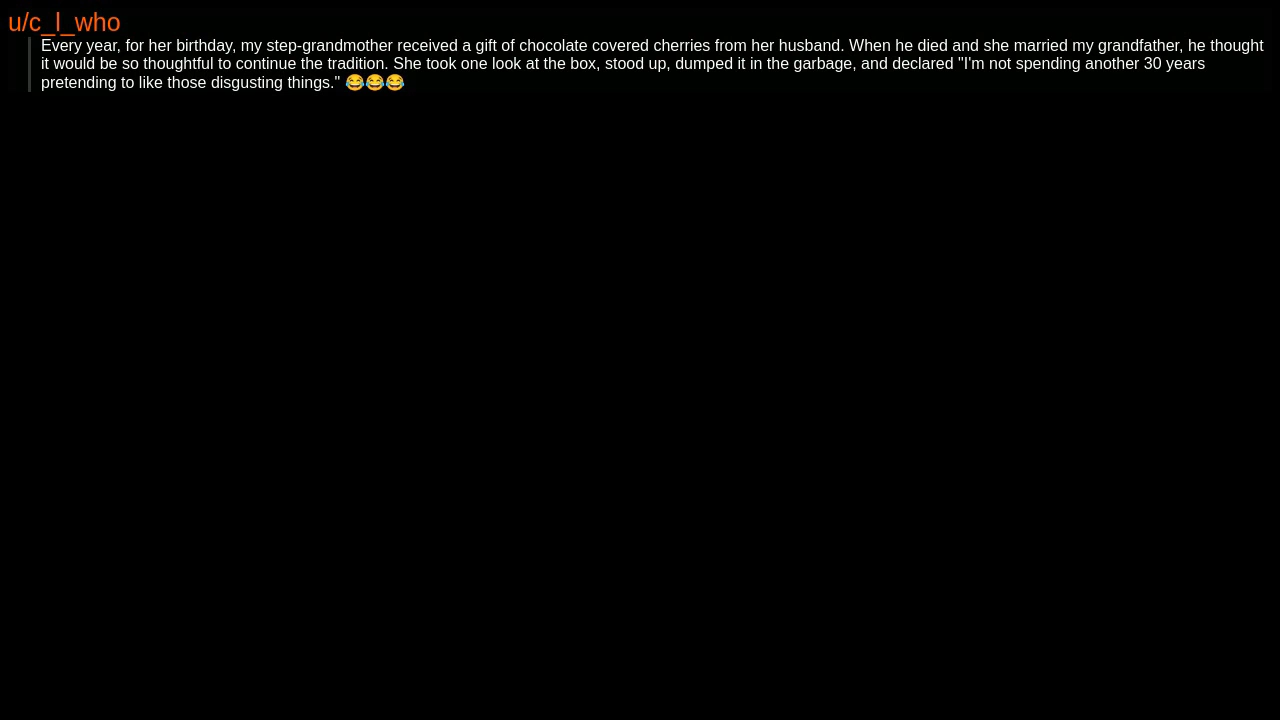 u/c_l_who
Every year, for her birthday, my step-grandmother received a gift of chocolate covered cherries from her husband. When he died and she married my grandfather, he thought
it would be so thoughtful to continue the tradition. She took one look at the box, stood up, dumped it in the garbage, and declared "I'm not spending another 30 years
pretending to like those disgusting things." 😂😂😂